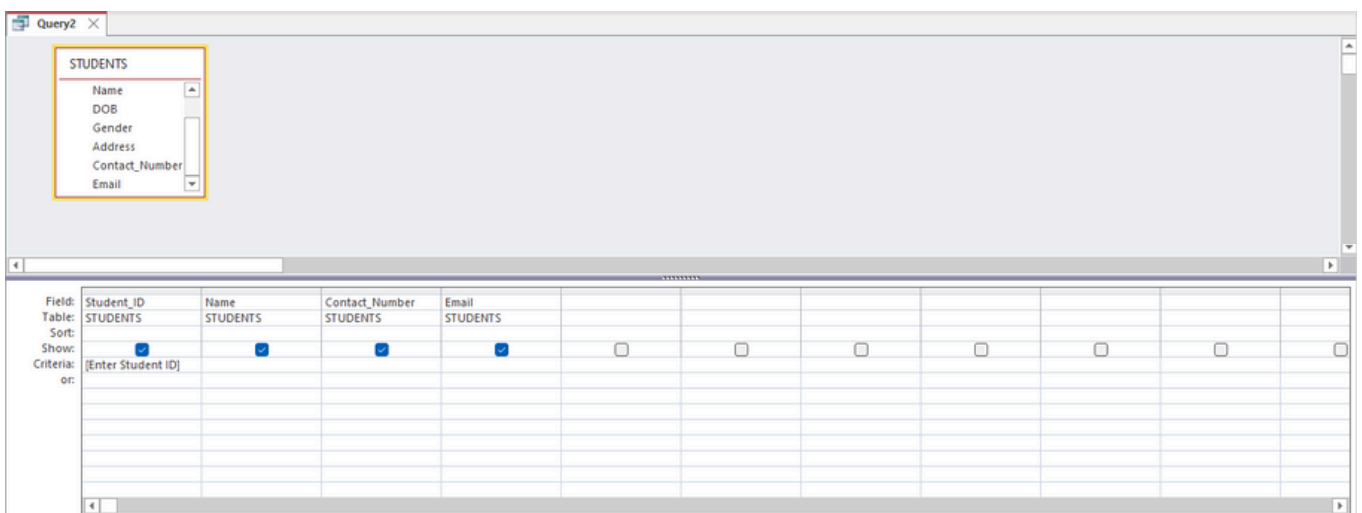 Query2
STUDENTS
Name
DOB
Gender
Address
Contact_Number
Email
Field: Student_ID Name Contact_Number Email
Table: STUDENTS STUDENTS STUDENTS STUDENTS
Sort:
Show:
Criteria: [Enter Student ID]
or: